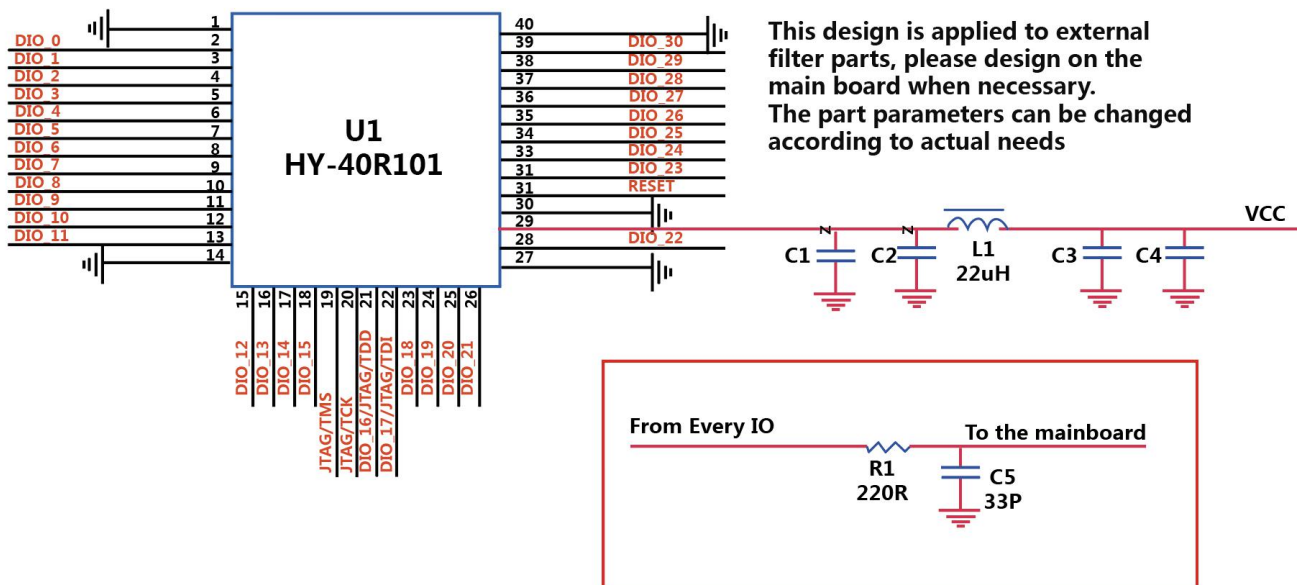 1
DIO_0 2
DIO_1 3
DIO_2 4
DIO_3 5
DIO_4 6
DIO_5 7
DIO_6 8
DIO_7 9
DIO_8 10
DIO_9 11
DIO_10 12
DIO_11 13
14
U1
HY-40R101
40
39 DIO_30
38 DIO_29
37 DIO_28
36 DIO_27
35 DIO_26
34 DIO_25
33 DIO_24
31 DIO_23
31 RESET
30
29
28 DIO_22
27
15 DIO_12
16 DIO_13
17 DIO_14
18 DIO_15
19 JTAG/TMS
20 JTAG/TCK
21 DIO_16/JTAG/TDD
22 DIO_17/JTAG/TDI
23 DIO_18
24 DIO_19
25 DIO_20
26 DIO_21
This design is applied to external
filter parts, please design on the
main board when necessary.
The part parameters can be changed
according to actual needs
VCC
Z
Z
C1
C2
L1
22uH
C3
C4
From Every IO
To the mainboard
R1
220R
C5
33P